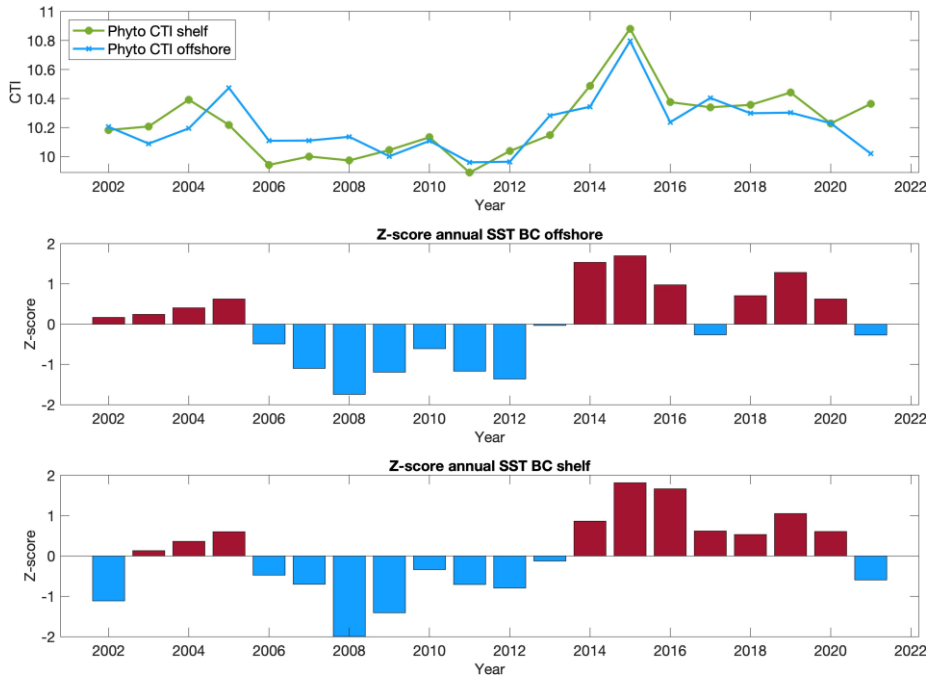 11
10.8
10.6
10.4
10.2
10
CTI
Phyto CTI shelf
Phyto CTI offshore
2002 2004 2006 2008 2010 2012 2014 2016 2018 2020 2022
Year
Z-score annual SST BC offshore
2
1
0
-1
-2
Z-score
2002 2004 2006 2008 2010 2012 2014 2016 2018 2020 2022
Year
Z-score annual SST BC shelf
2
1
0
-1
-2
Z-score
2002 2004 2006 2008 2010 2012 2014 2016 2018 2020 2022
Year